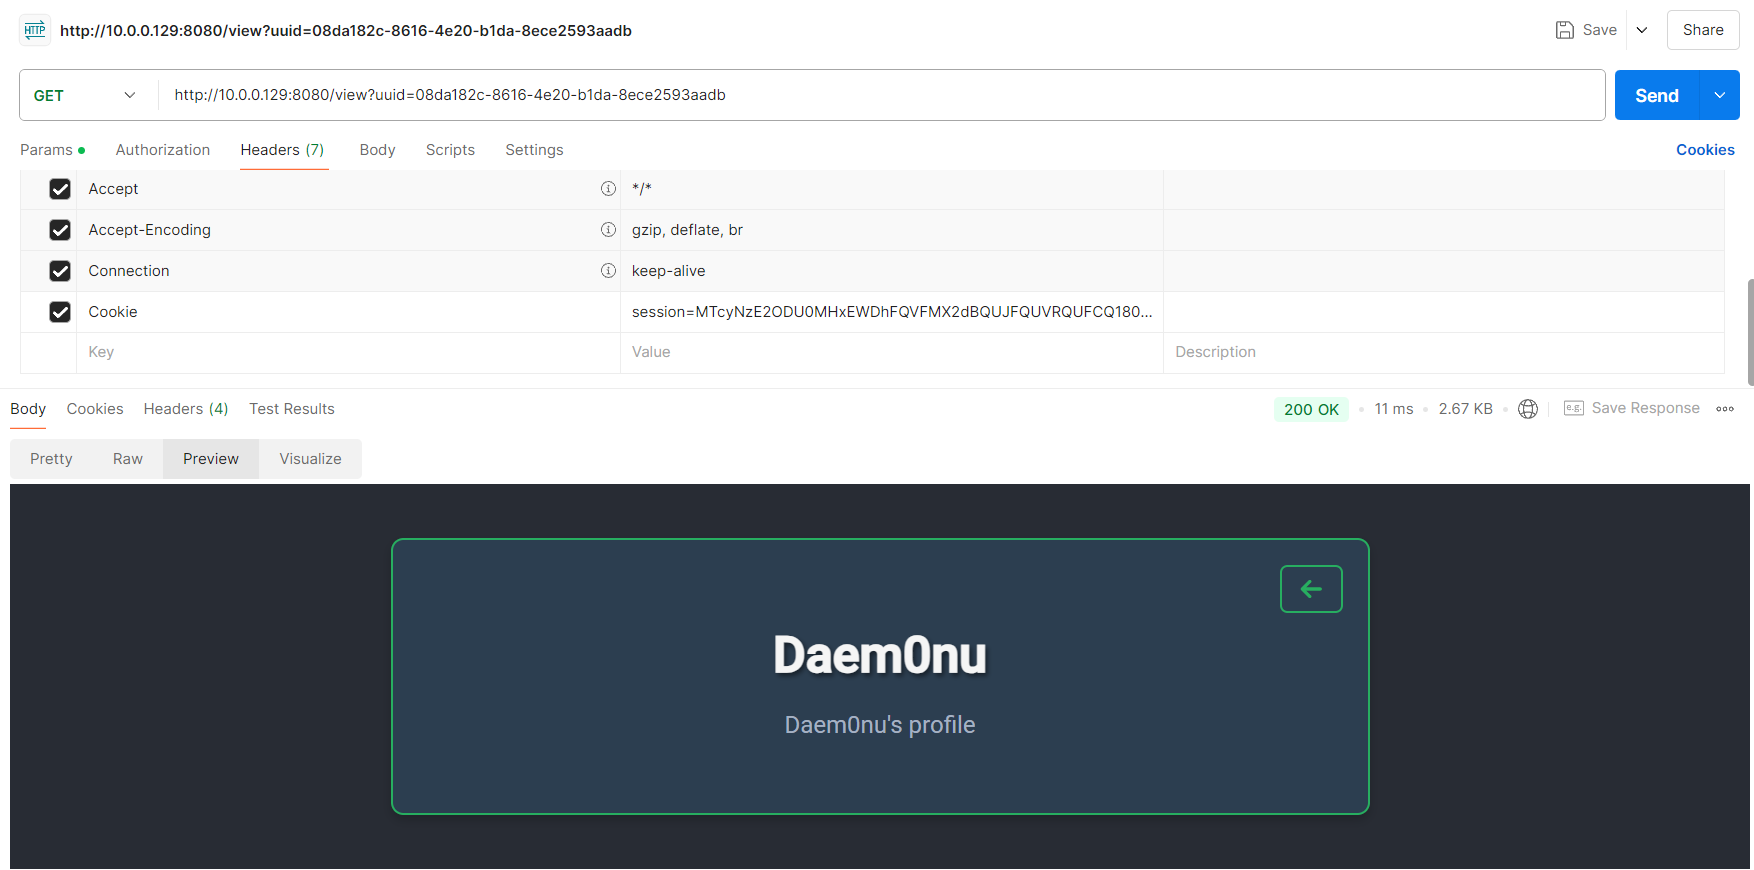 HTTP http://10.0.0.129:8080/view?uuid=08da182c-8616-4e20-b1da-8ece2593aadb Save Share
GET http://10.0.0.129:8080/view?uuid=08da182c-8616-4e20-b1da-8ece2593aadb Send
Params Authorization Headers (7) Body Scripts Settings Cookies
Accept */*
Accept-Encoding gzip, deflate, br
Connection keep-alive
Cookie session=MTcyNzE2ODU0MHxEWDhFQVFMX2dBQUJFQUVRQUFCQ180...
Key Value Description
Body Cookies Headers (4) Test Results 200 OK 11 ms 2.67 KB e.g. Save Response
Pretty Raw Preview Visualize
Daem0nu
Daem0nu's profile